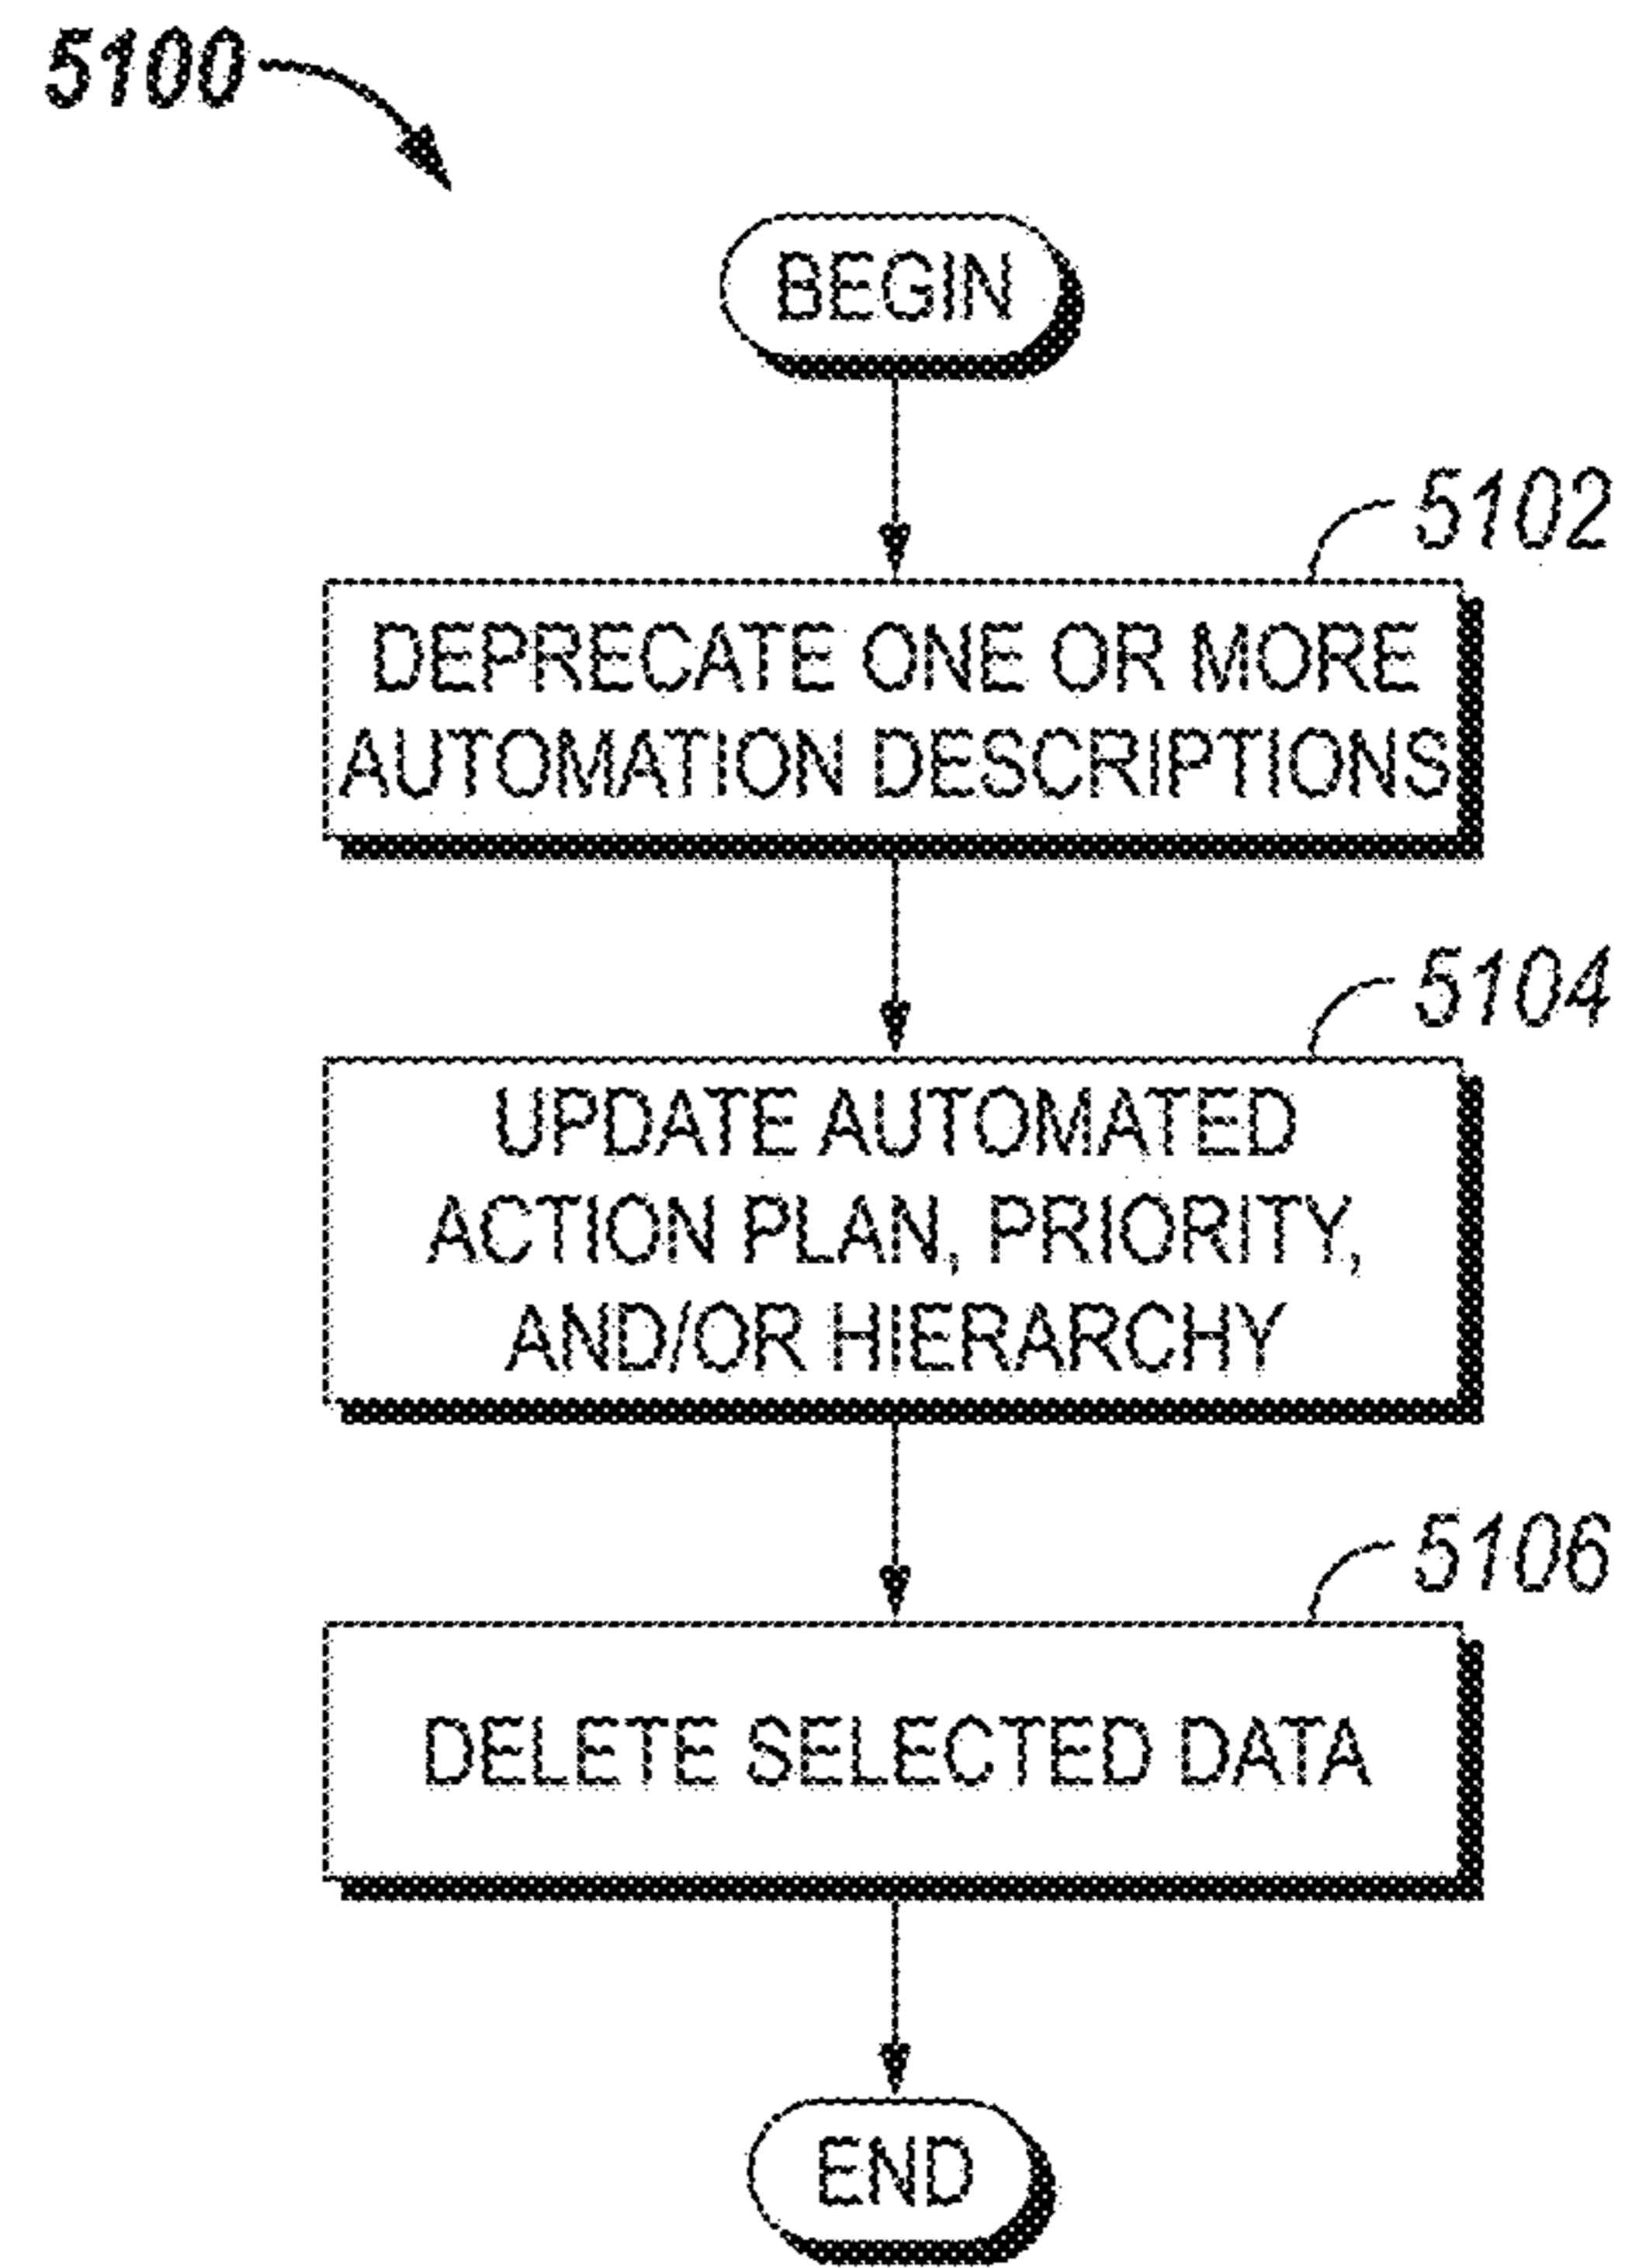 5100
BEGIN
5102
DEPRECATE ONE OR MORE
AUTOMATION DESCRIPTIONS
5104
UPDATE AUTOMATED
ACTION PLAN, PRIORITY,
AND/OR HIERARCHY
5106
DELETE SELECTED DATA
END